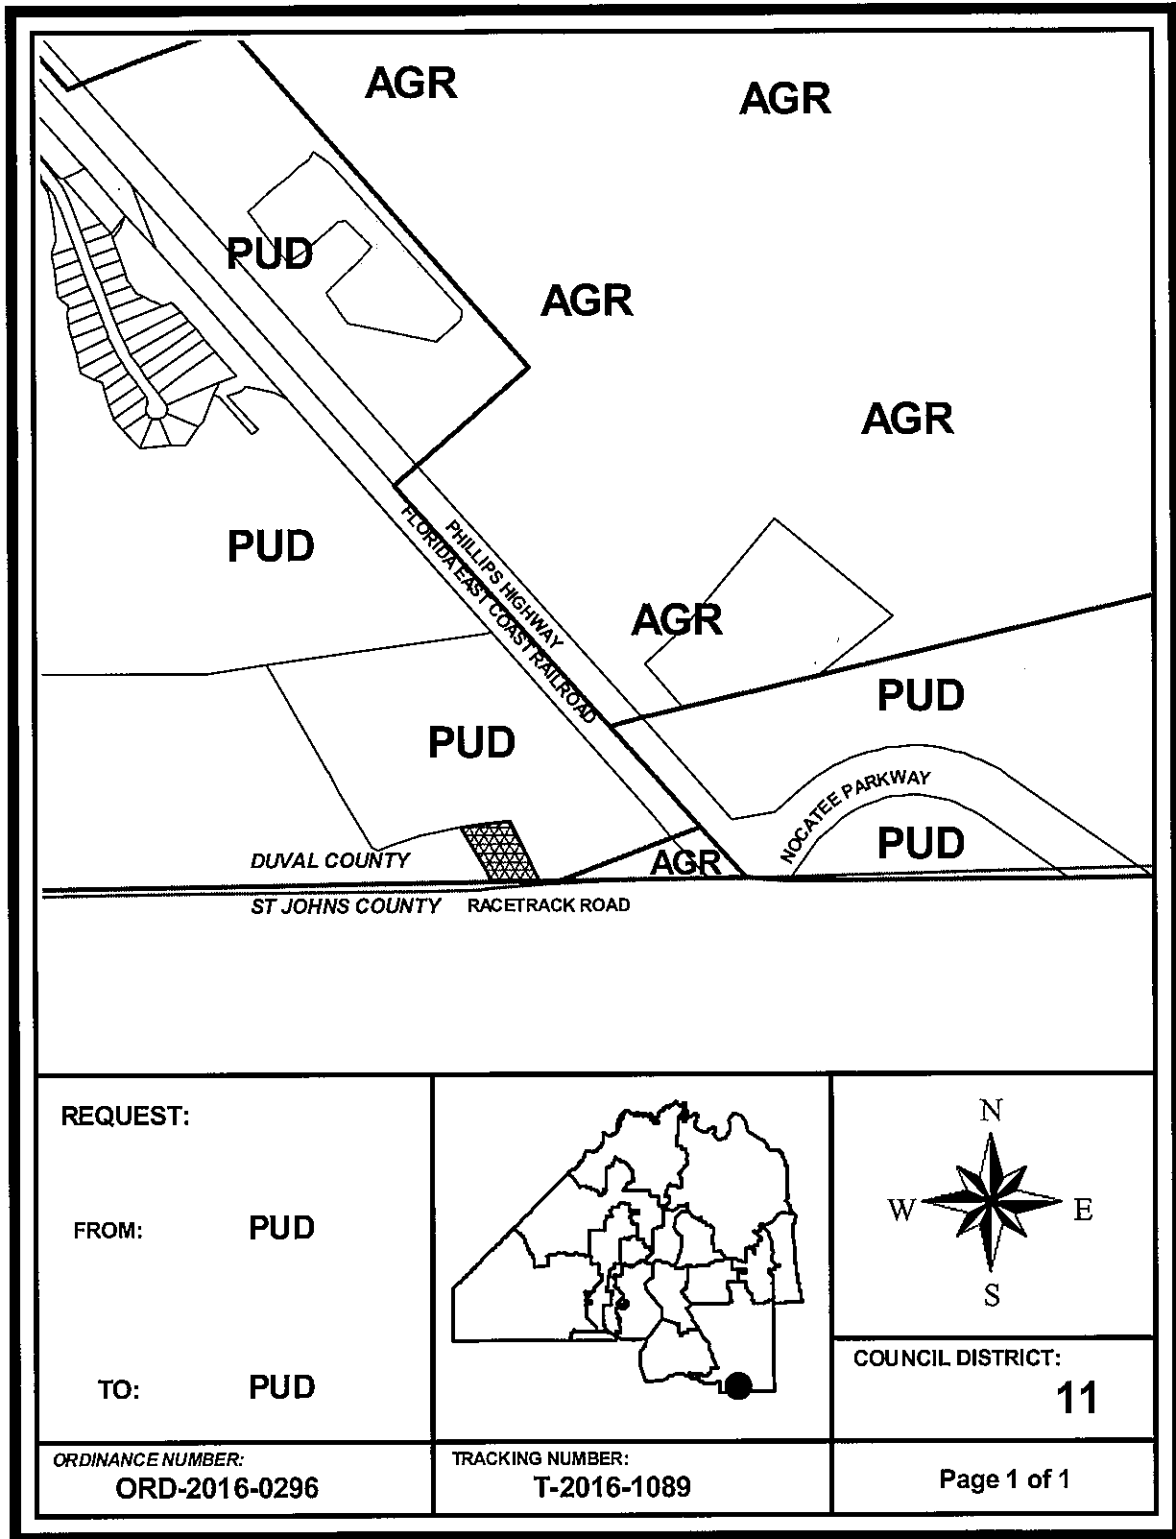 AGR
AGR
PUD
AGR
AGR
PUD
PHILLIPS HIGHWAY
FLORIDA EAST COAST RAILROAD
AGR
PUD
PUD
NOCATEE PARKWAY
PUD
DUVAL COUNTY
AGR
ST JOHNS COUNTY RACETRACK ROAD
REQUEST:
FROM: PUD
TO: PUD
N
W E
S
COUNCIL DISTRICT:
11
ORDINANCE NUMBER:
ORD-2016-0296
TRACKING NUMBER:
T-2016-1089
Page 1 of 1